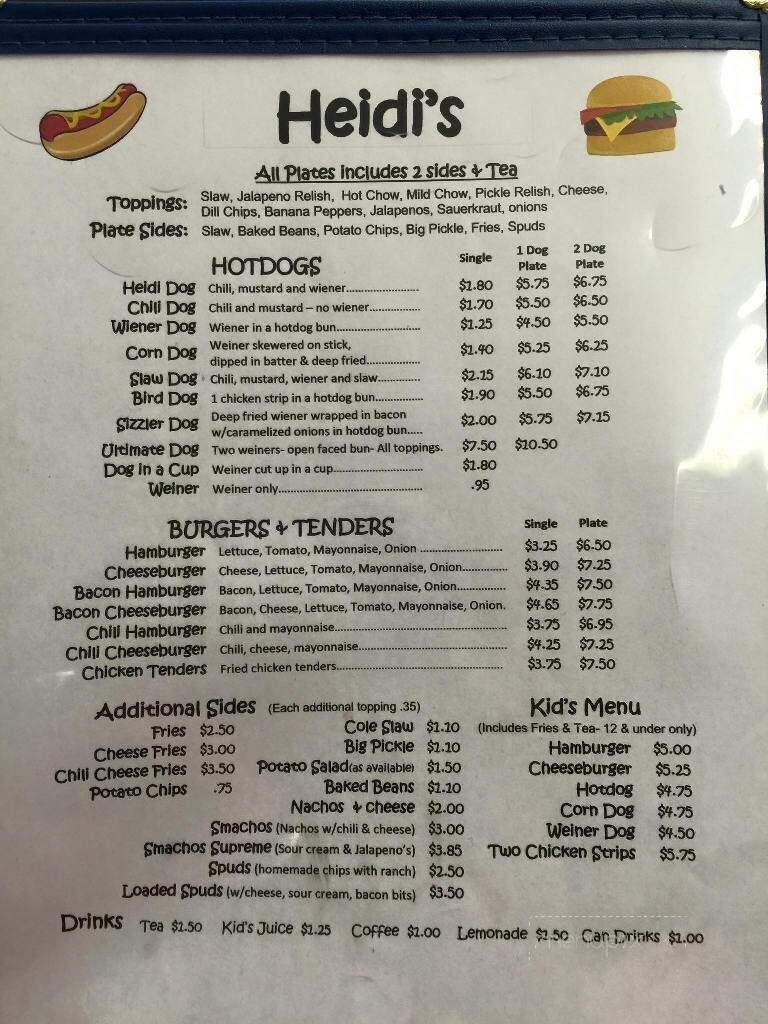 Heidi's
All Plates includes 2 sides & Tea
Toppings: Slaw, Jalapeno Relish, Hot Chow, Mild Chow, Pickle Relish, Cheese,
Dill Chips, Banana Peppers, Jalapenos, Sauerkraut, onions
Plate Sides: Slaw, Baked Beans, Potato Chips, Big Pickle, Fries, Spuds
HOTDOGS Single 1 Dog Plate 2 Dog Plate
Heidi Dog Chili, mustard and wiener........................ $1.80 $5.75 $6.75
Chili Dog Chili and mustard – no wiener................. $1.70 $5.50 $6.50
Wiener Dog Wiener in a hotdog bun............................ $1.25 $4.50 $5.50
Corn Dog Weiner skewered on stick,
dipped in batter & deep fried.................. $1.40 $5.25 $6.25
Slaw Dog Chili, mustard, wiener and slaw.............. $2.15 $6.10 $7.10
Bird Dog 1 chicken strip in a hotdog bun................ $1.90 $5.50 $6.75
Sizzler Dog Deep fried wiener wrapped in bacon
w/caramelized onions in hotdog bun..... $2.00 $5.75 $7.15
Ultimate Dog Two weiners- open faced bun- All toppings. $7.50 $10.50
Dog in a Cup Weiner cut up in a cup.............................. $1.80
Weiner Weiner only................................................ .95
BURGERS & TENDERS Single Plate
Hamburger Lettuce, Tomato, Mayonnaise, Onion ........................... $3.25 $6.50
Cheeseburger Cheese, Lettuce, Tomato, Mayonnaise, Onion............... $3.90 $7.25
Bacon Hamburger Bacon, Lettuce, Tomato, Mayonnaise, Onion................ $4.35 $7.50
Bacon Cheeseburger Bacon, Cheese, Lettuce, Tomato, Mayonnaise, Onion. $4.65 $7.75
Chili Hamburger Chili and mayonnaise......................................................... $3.75 $6.95
Chili Cheeseburger Chili, cheese, mayonnaise................................................. $4.25 $7.25
Chicken Tenders Fried chicken tenders........................................................ $3.75 $7.50
Additional Sides (Each additional topping .35)
Fries $2.50
Cheese Fries $3.00
Chili Cheese Fries $3.50
Potato Chips .75
Cole Slaw $1.10
Big Pickle $1.10
Potato Salad(as available) $1.50
Baked Beans $1.10
Nachos & cheese $2.00
Smachos (Nachos w/chili & cheese) $3.00
Smachos Supreme (Sour cream & Jalapeno's) $3.85
Spuds (homemade chips with ranch) $2.50
Loaded Spuds (w/cheese, sour cream, bacon bits) $3.50
Kid's Menu
(Includes Fries & Tea- 12 & under only)
Hamburger $5.00
Cheeseburger $5.25
Hotdog $4.75
Corn Dog $4.75
Weiner Dog $4.50
Two Chicken Strips $5.75
Drinks Tea $1.50 Kid's Juice $1.25 Coffee $1.00 Lemonade $1.50 Can Drinks $1.00